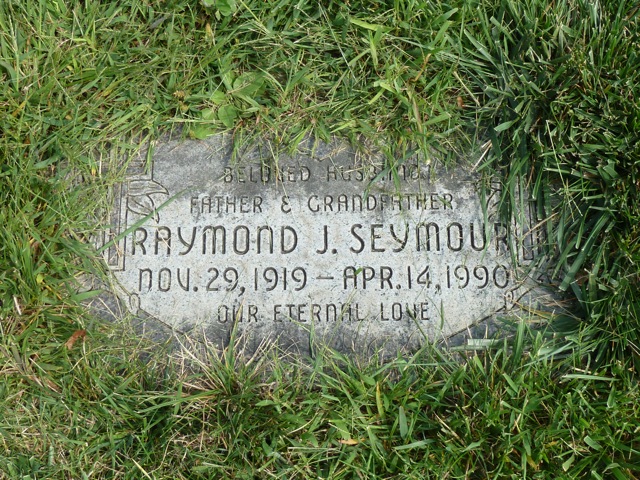 BELOVED HUSBAND
FATHER & GRANDFATHER
RAYMOND J. SEYMOUR
NOV. 29, 1919 – APR. 14, 1990
OUR ETERNAL LOVE